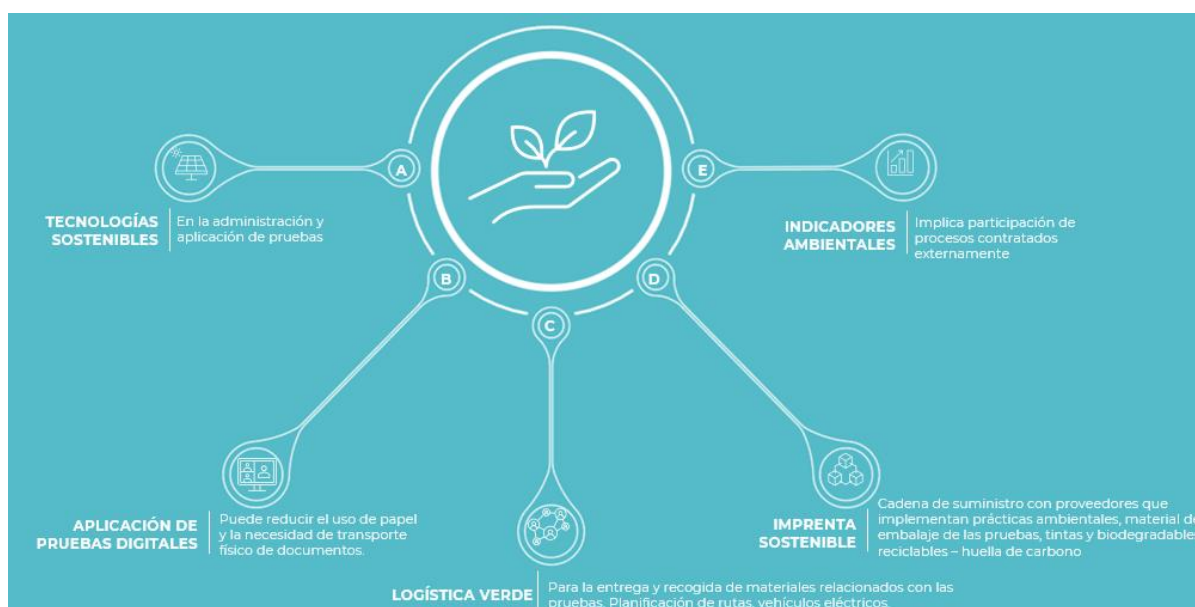 A
TECNOLOGÍAS
SOSTENIBLES
En la administración y
aplicación de pruebas
B
APLICACIÓN DE
PRUEBAS DIGITALES
Puede reducir el uso de papel
y la necesidad de transporte
físico de documentos.
C
LOGÍSTICA VERDE
Para la entrega y recogida de materiales relacionados con las
pruebas. Planificación de rutas, vehículos eléctricos.
D
IMPRENTA
SOSTENIBLE
Cadena de suministro con proveedores que
implementan prácticas ambientales, material de
embalaje de las pruebas, tintas y biodegradables
reciclables – huella de carbono
E
INDICADORES
AMBIENTALES
Implica participación de
procesos contratados
externamente